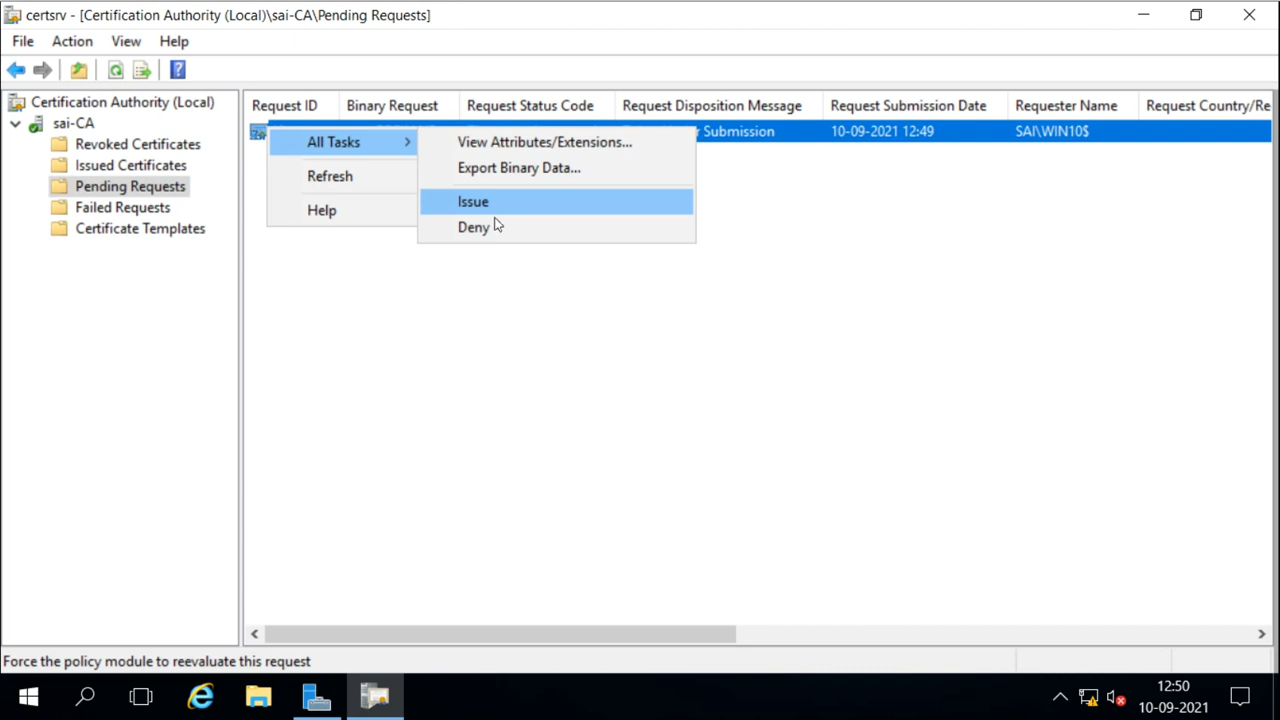 certsrv - [Certification Authority (Local)\sai-CA\Pending Requests]
File Action View Help
Certification Authority (Local)
sai-CA
Revoked Certificates
Issued Certificates
Pending Requests
Failed Requests
Certificate Templates
Request ID Binary Request Request Status Code Request Disposition Message Request Submission Date Requester Name Request Country/Re
Submission 10-09-2021 12:49 SAI\WIN10$
All Tasks
Refresh
Help
View Attributes/Extensions...
Export Binary Data...
Issue
Deny
Force the policy module to reevaluate this request
12:50
10-09-2021